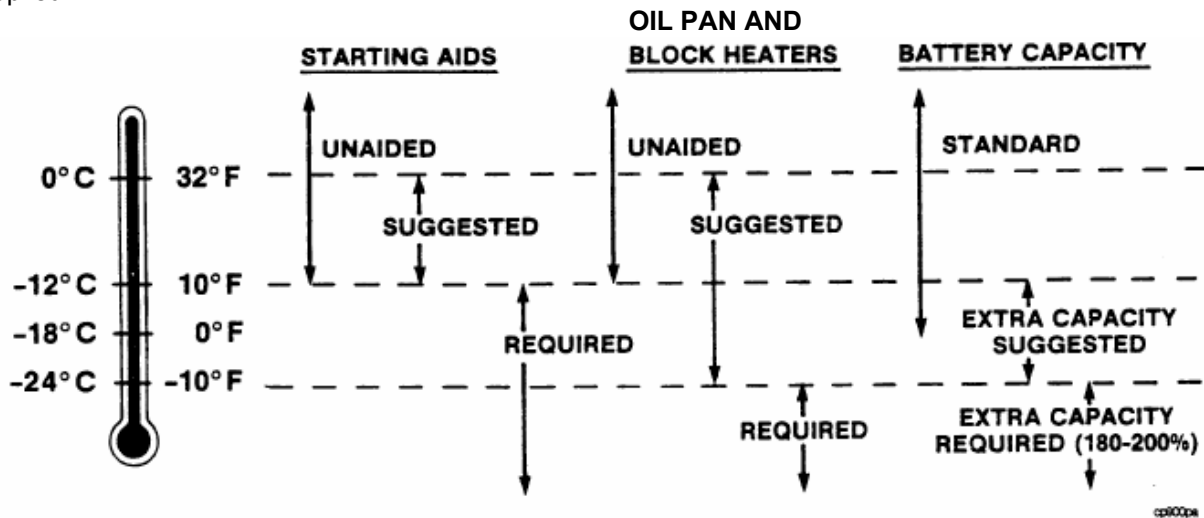 OIL PAN AND
STARTING AIDS BLOCK HEATERS BATTERY CAPACITY
UNAIDED UNAIDED STANDARD
0°C 32°F
SUGGESTED SUGGESTED
-12°C 10°F
-18°C 0°F EXTRA CAPACITY
REQUIRED SUGGESTED
-24°C -10°F
REQUIRED EXTRA CAPACITY
REQUIRED (180-200%)